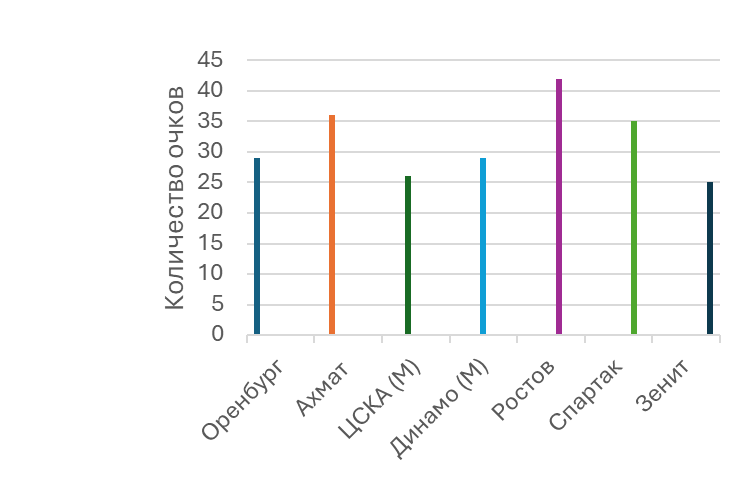 Количество очков
45
40
35
30
25
20
15
10
5
0
Оренбург
Ахмат
ЦСКА (М)
Динамо (М)
Ростов
Спартак
Зенит